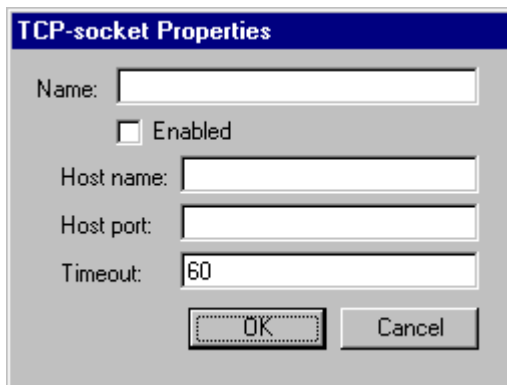 TCP-socket Properties
Name:
Enabled
Host name:
Host port:
Timeout: 60
OK Cancel